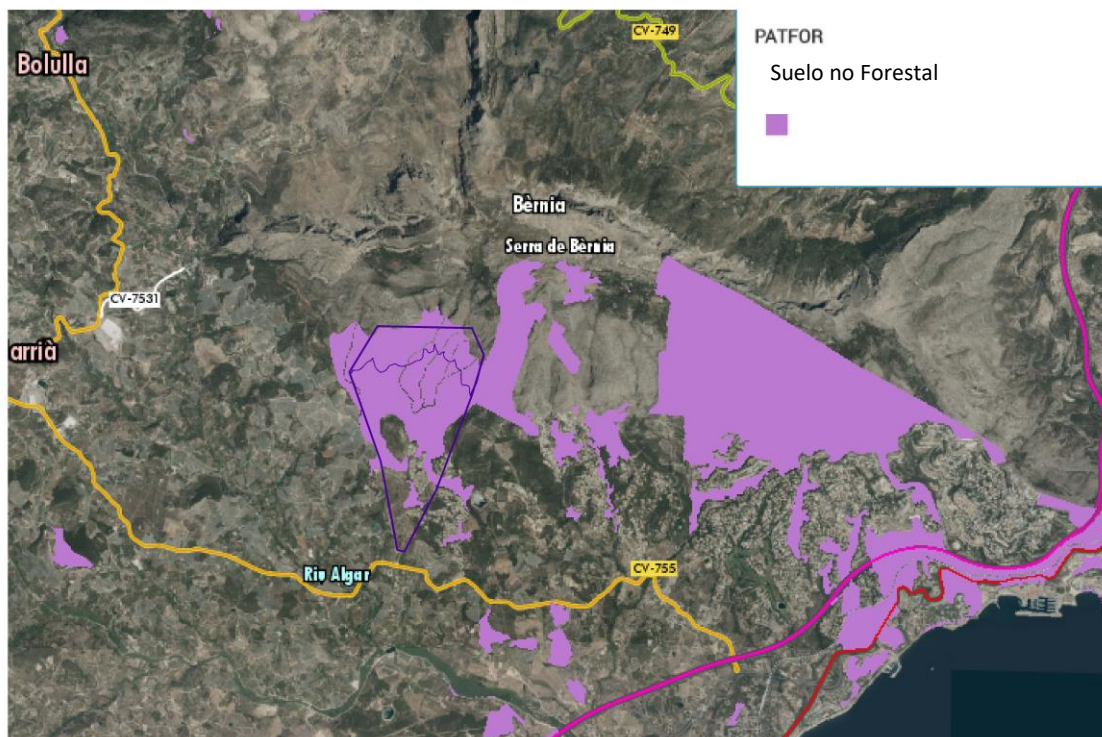 CV-749
PATFOR
Bolulla
Suelo no Forestal
Bèrnia
Serra de Bèrnia
CV-7531
arrià
CV-755
Riu Algar